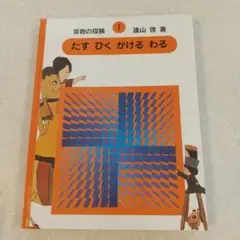 算数の探険 1 遠山 啓 著
たす ひく かける わる